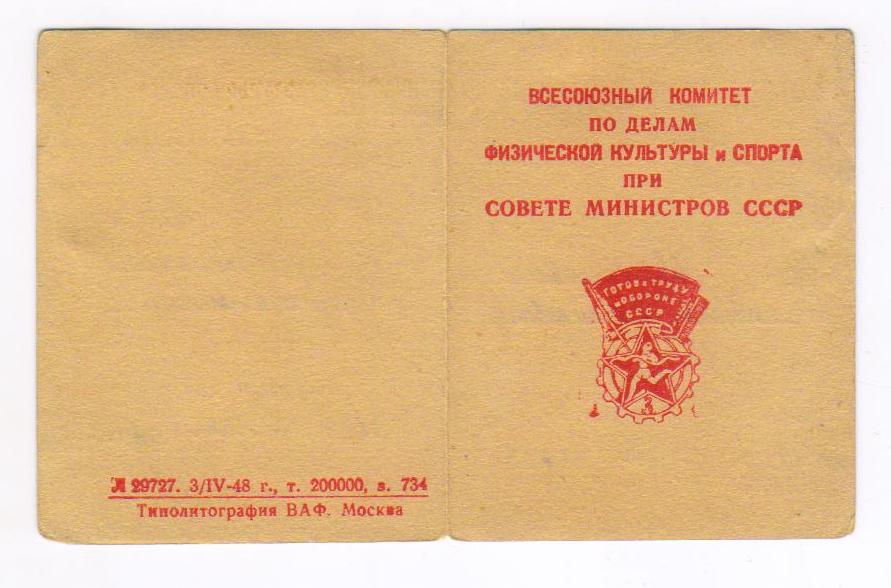 ВСЕСОЮЗНЫЙ КОМИТЕТ
ПО ДЕЛАМ
ФИЗИЧЕСКОЙ КУЛЬТУРЫ и СПОРТА
ПРИ
СОВЕТЕ МИНИСТРОВ СССР
ГОТОВ к ТРУДУ
и ОБОРОНЕ
СССР
2
Л 29727. 3/IV-48 г., т. 200000, з. 734
Типолитография ВАФ. Москва